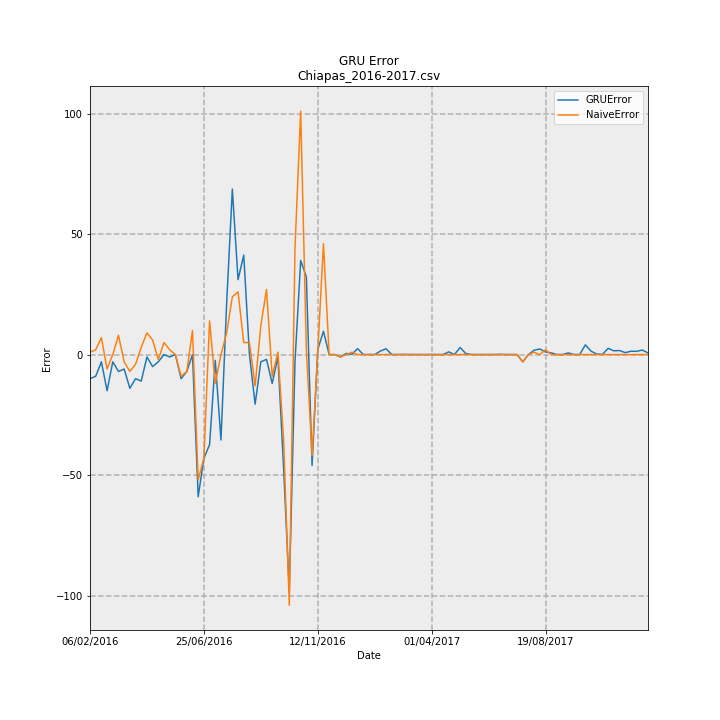 GRU Error
Chiapas_2016-2017.csv
GRUError
NaiveError
100
50
0
−50
−100
Error
06/02/2016
25/06/2016
12/11/2016
01/04/2017
19/08/2017
Date